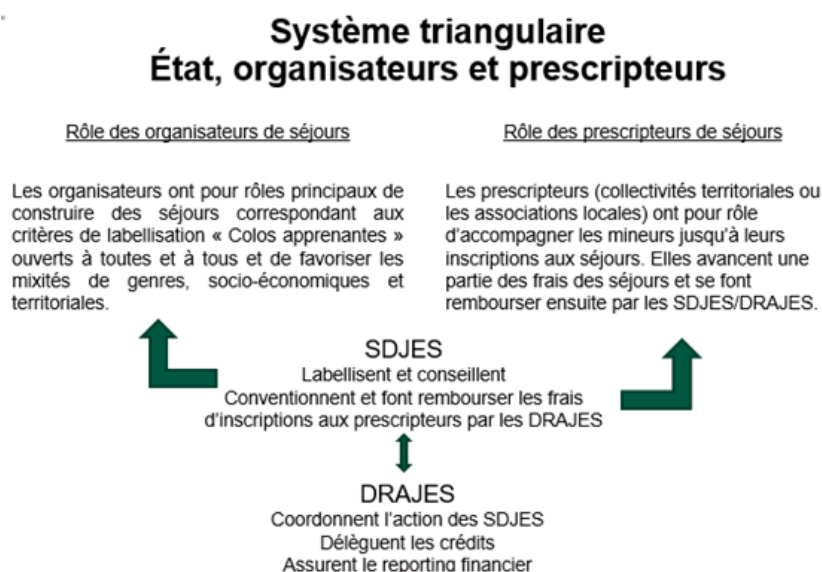 Système triangulaire
État, organisateurs et prescripteurs
Rôle des organisateurs de séjours
Les organisateurs ont pour rôles principaux de
construire des séjours correspondant aux
critères de labellisation « Colos apprenantes »
ouverts à toutes et à tous et de favoriser les
mixités de genres, socio-économiques et
territoriales.
Rôle des prescripteurs de séjours
Les prescripteurs (collectivités territoriales ou
les associations locales) ont pour rôle
d'accompagner les mineurs jusqu'à leurs
inscriptions aux séjours. Elles avancent une
partie des frais des séjours et se font
rembourser ensuite par les SDJES/DRAJES.
SDJES
Labellisent et conseillent
Conventionnent et font rembourser les frais
d'inscriptions aux prescripteurs par les DRAJES
DRAJES
Coordonnent l'action des SDJES
Délèguent les crédits
Assurent le reporting financier